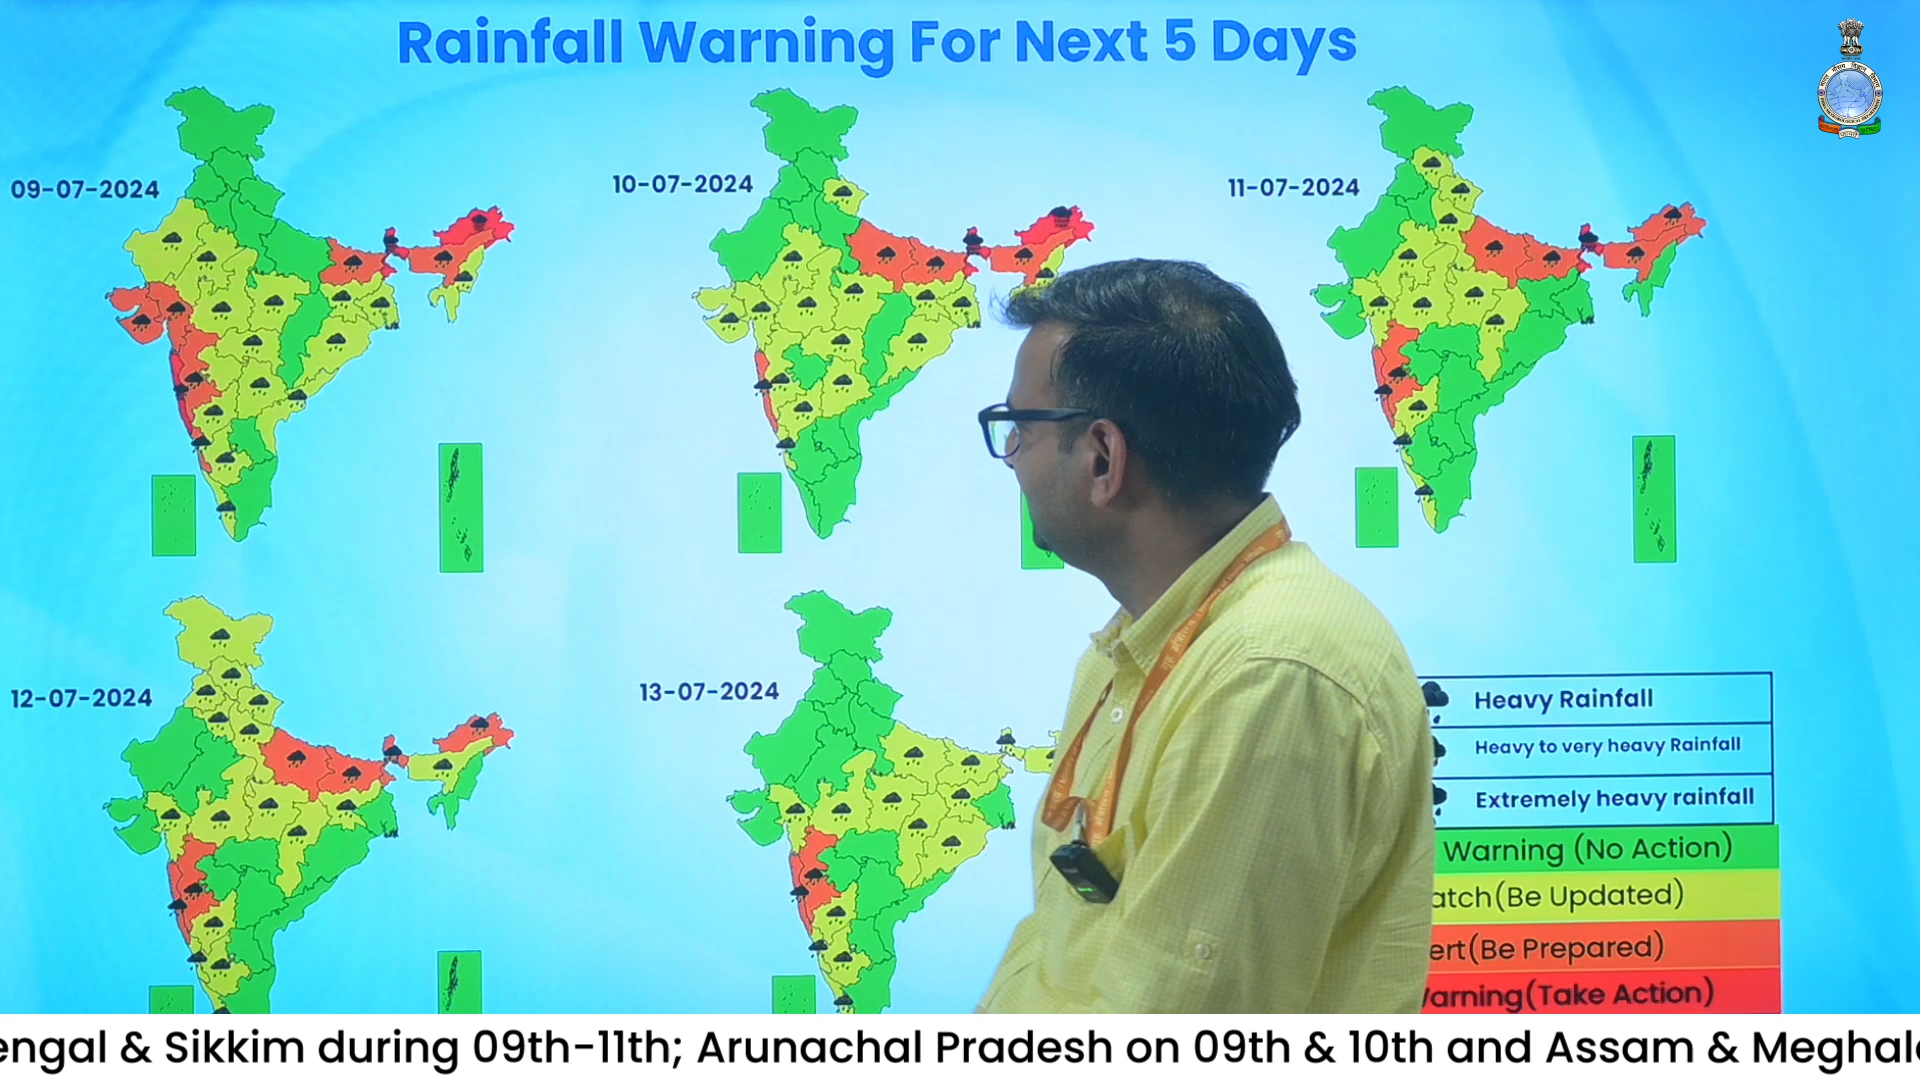 Rainfall Warning For Next 5 Days
09-07-2024
10-07-2024
11-07-2024
12-07-2024
13-07-2024
Heavy Rainfall
Heavy to very heavy Rainfall
Extremely heavy rainfall
Warning (No Action)
atch(Be Updated)
ert(Be Prepared)
arning(Take Action)
engal & Sikkim during 09th-11th; Arunachal Pradesh on 09th & 10th and Assam & Meghal